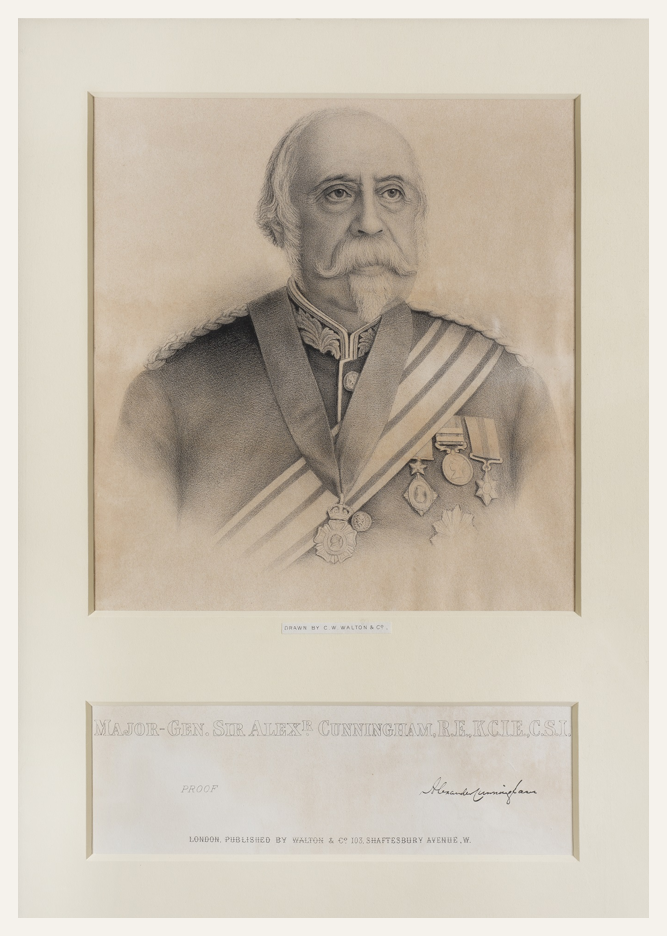 DRAWN BY C. W. WALTON & Cº.
MAJOR-GEN. SIR ALEXR. CUNNINGHAM, R.E., K.C.I.E., C.S.I.
PROOF
Alexander Cunningham
LONDON, PUBLISHED BY WALTON & Cº 103, SHAFTESBURY AVENUE, W.